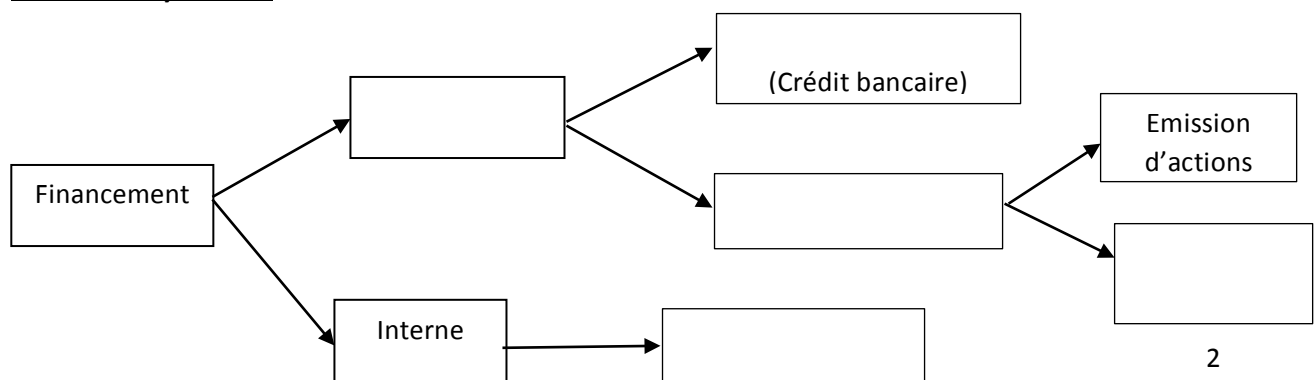 (Crédit bancaire)
Emission
d’actions
Financement
Interne
2